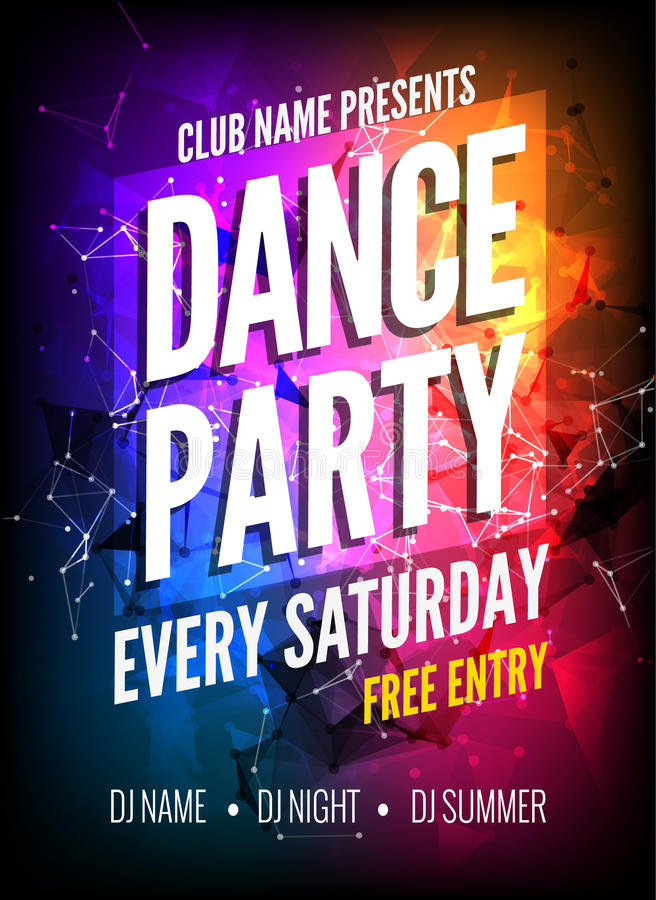 CLUB NAME PRESENTS
DANCE
PARTY
EVERY SATURDAY
FREE ENTRY
DJ NAME • DJ NIGHT • DJ SUMMER